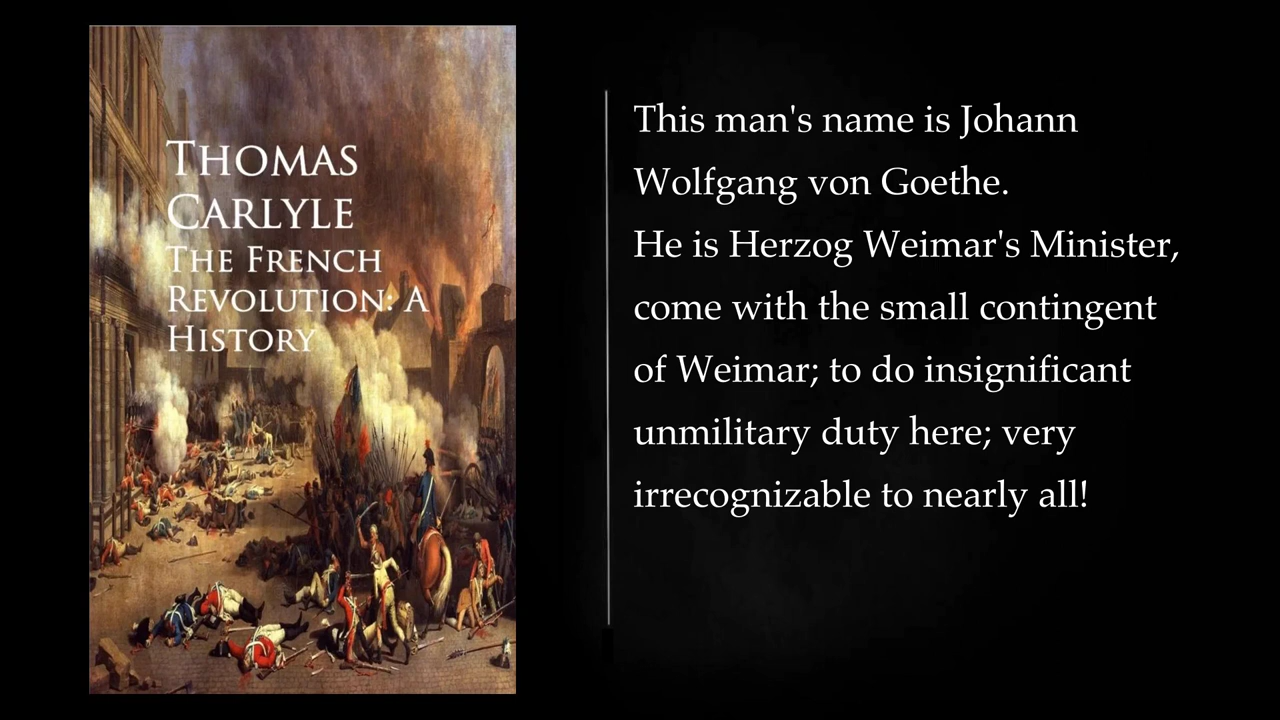 THOMAS
CARLYLE
THE FRENCH
REVOLUTION: A
HISTORY
This man's name is Johann
Wolfgang von Goethe.
He is Herzog Weimar's Minister,
come with the small contingent
of Weimar; to do insignificant
unmilitary duty here; very
irrecognizable to nearly all!